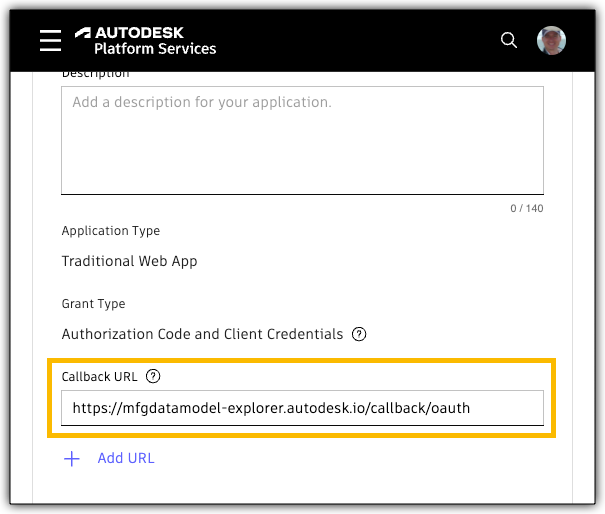 AUTODESK
Platform Services
Description
Add a description for your application.
0 / 140
Application Type
Traditional Web App
Grant Type
Authorization Code and Client Credentials ?
Callback URL ?
https://mfgdatamodel-explorer.autodesk.io/callback/oauth
+ Add URL